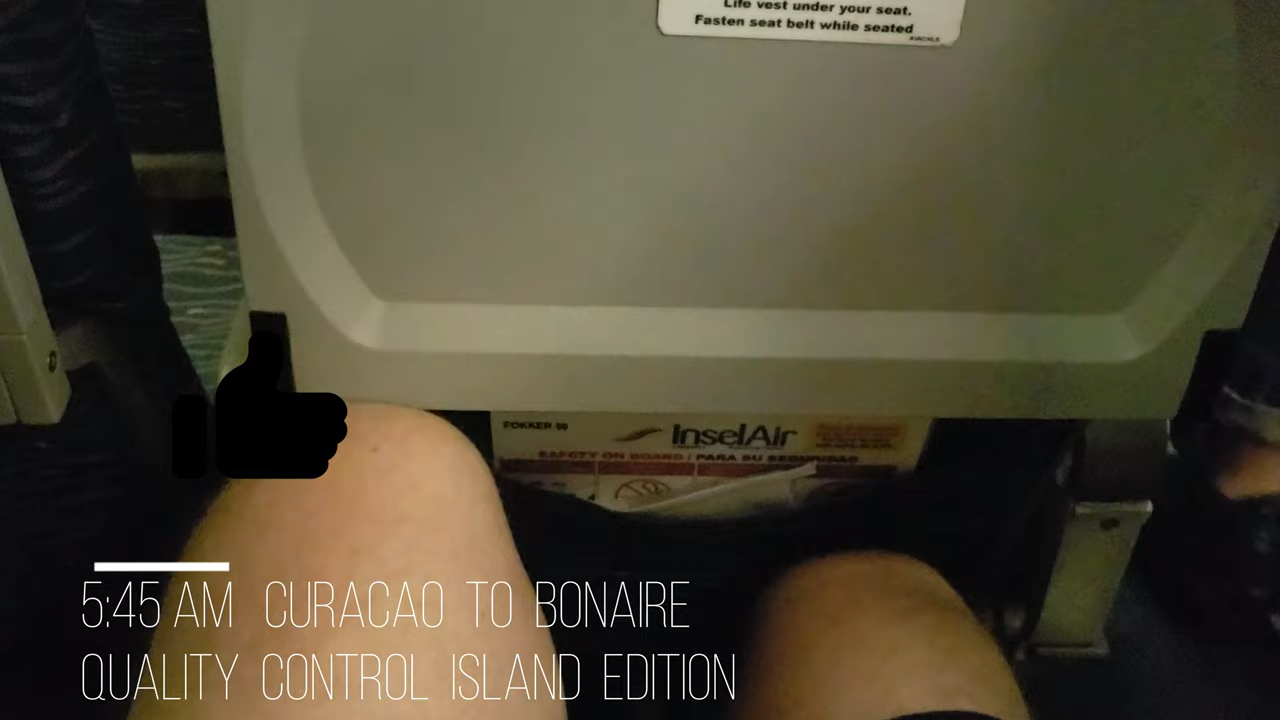 Life vest under your seat.
Fasten seat belt while seated
FOKKER 50
InselAir
SAFETY ON BOARD / PARA SU SEGURIDAD
5:45 AM CURACAO TO BONAIRE
QUALITY CONTROL ISLAND EDITION